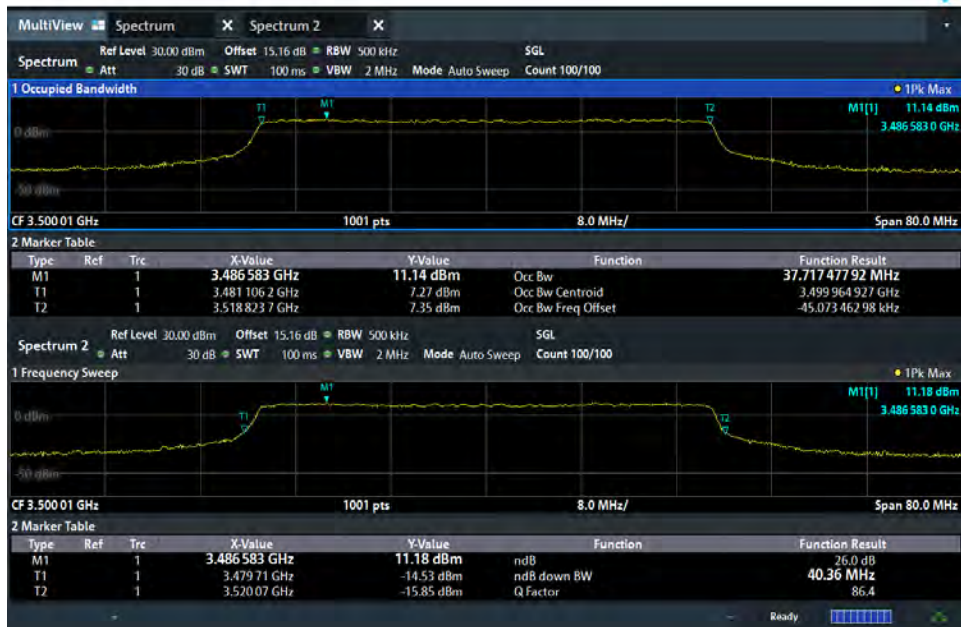 MultiView Spectrum X Spectrum 2 X
Spectrum Ref Level 30.00 dBm Offset 15.16 dB RBW 500 kHz SGL
Att 30 dB SWT 100 ms VBW 2 MHz Mode Auto Sweep Count 100/100
1 Occupied Bandwidth 1Pk Max
T1 M1 T2 M1[1] 11.14 dBm
3.486 583 0 GHz
0 dBm
-50 dBm
CF 3.500 01 GHz 1001 pts 8.0 MHz/ Span 80.0 MHz
2 Marker Table
Type Ref Trc X-Value Y-Value Function Function Result
M1 1 3.486 583 GHz 11.14 dBm Occ Bw 37.717 477 92 MHz
T1 1 3.481 106 2 GHz 7.27 dBm Occ Bw Centroid 3.499 964 927 GHz
T2 1 3.518 823 7 GHz 7.35 dBm Occ Bw Freq Offset -45.073 462 98 kHz
Spectrum 2 Ref Level 30.00 dBm Offset 15.16 dB RBW 500 kHz SGL
Att 30 dB SWT 100 ms VBW 2 MHz Mode Auto Sweep Count 100/100
1 Frequency Sweep 1Pk Max
M1 M1[1] 11.18 dBm
3.486 583 0 GHz
0 dBm T1 T2
-50 dBm
CF 3.500 01 GHz 1001 pts 8.0 MHz/ Span 80.0 MHz
2 Marker Table
Type Ref Trc X-Value Y-Value Function Function Result
M1 1 3.486 583 GHz 11.18 dBm ndB 26.0 dB
T1 1 3.479 71 GHz -14.53 dBm ndB down BW 40.36 MHz
T2 1 3.520 07 GHz -15.85 dBm Q Factor 86.4
Ready